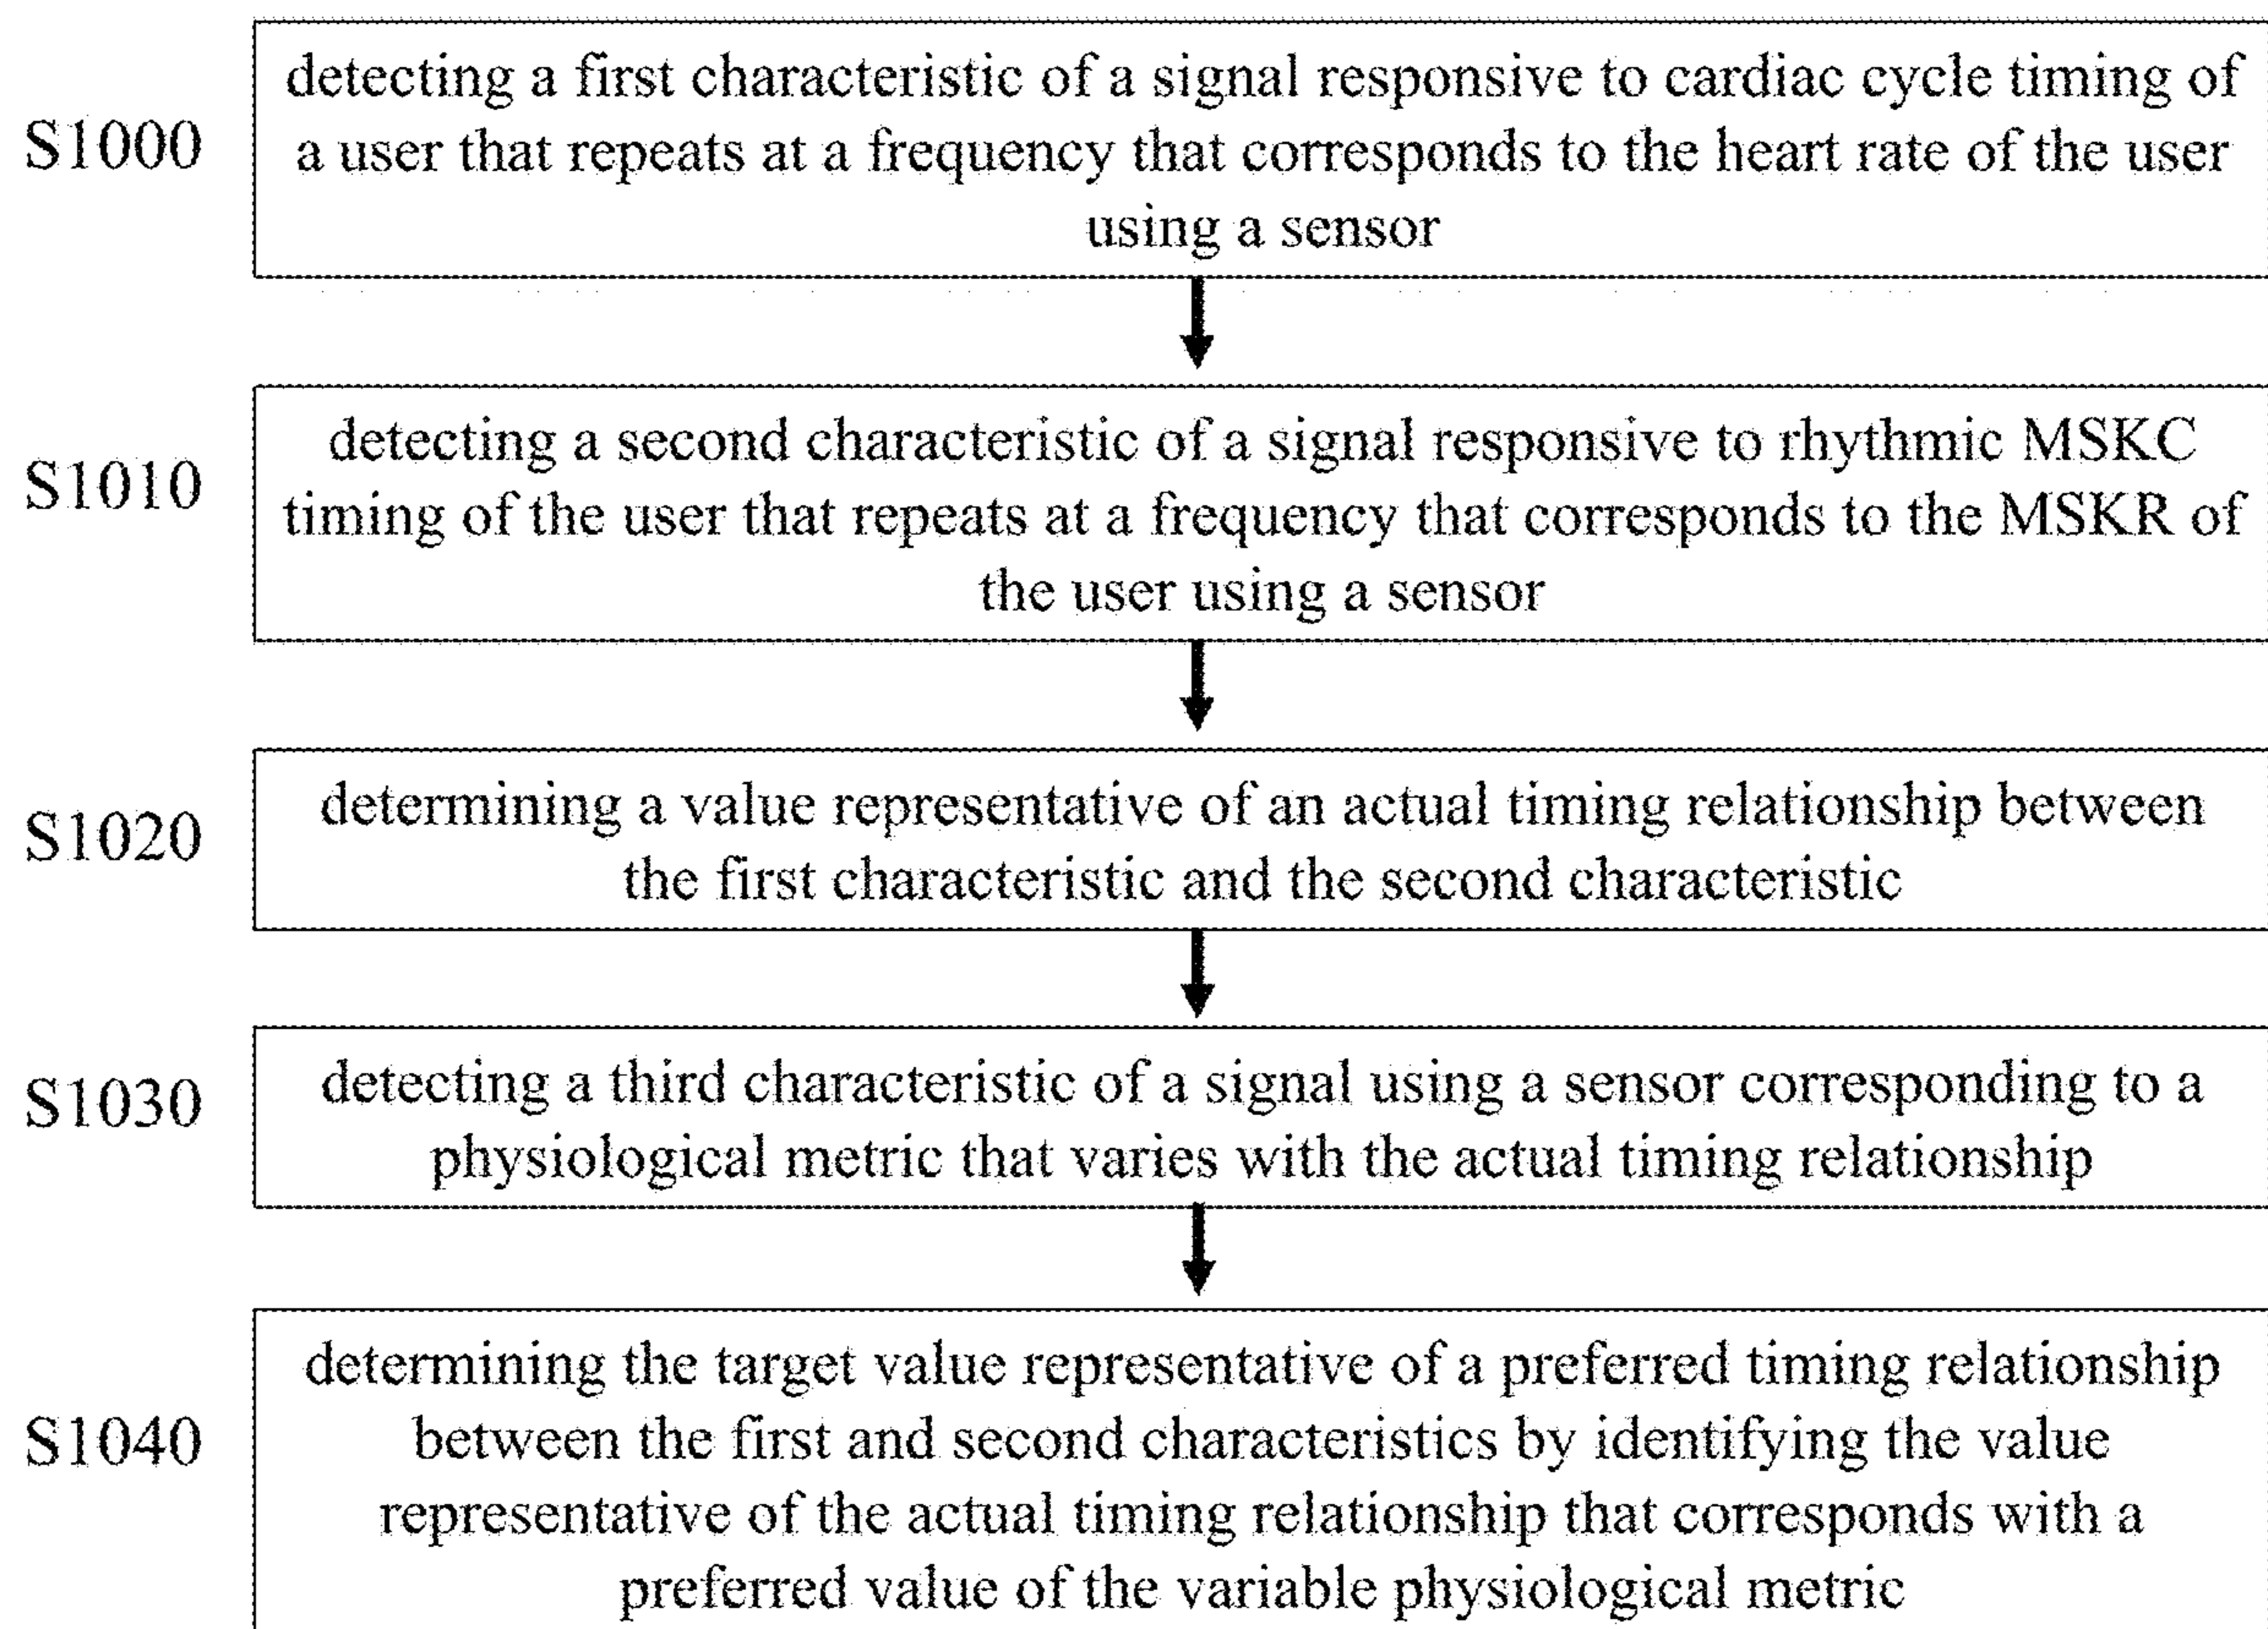 S1000
detecting a first characteristic of a signal responsive to cardiac cycle timing of
a user that repeats at a frequency that corresponds to the heart rate of the user
using a sensor
S1010
detecting a second characteristic of a signal responsive to rhythmic MSKC
timing of the user that repeats at a frequency that corresponds to the MSKR of
the user using a sensor
S1020
determining a value representative of an actual timing relationship between
the first characteristic and the second characteristic
S1030
detecting a third characteristic of a signal using a sensor corresponding to a
physiological metric that varies with the actual timing relationship
S1040
determining the target value representative of a preferred timing relationship
between the first and second characteristics by identifying the value
representative of the actual timing relationship that corresponds with a
preferred value of the variable physiological metric